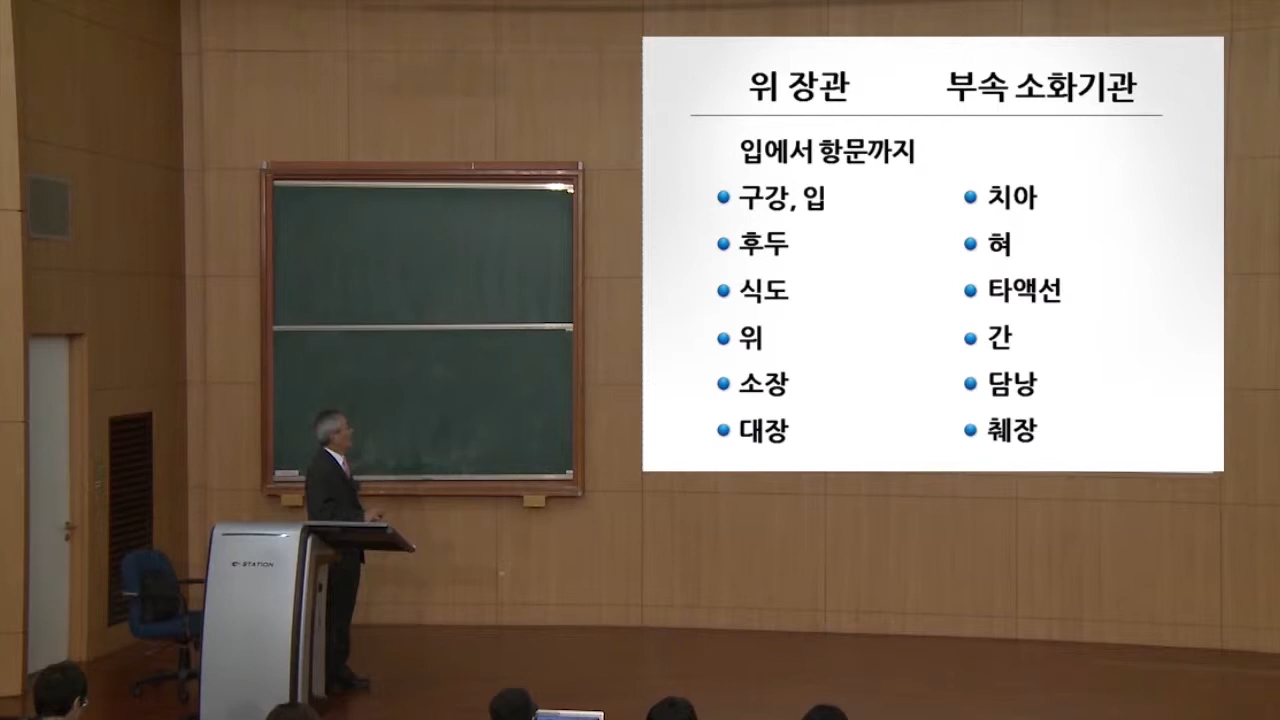 위 장관 부속 소화기관
입에서 항문까지
구강, 입 치아
후두 혀
식도 타액선
위 간
소장 담낭
대장 췌장
e-STATION